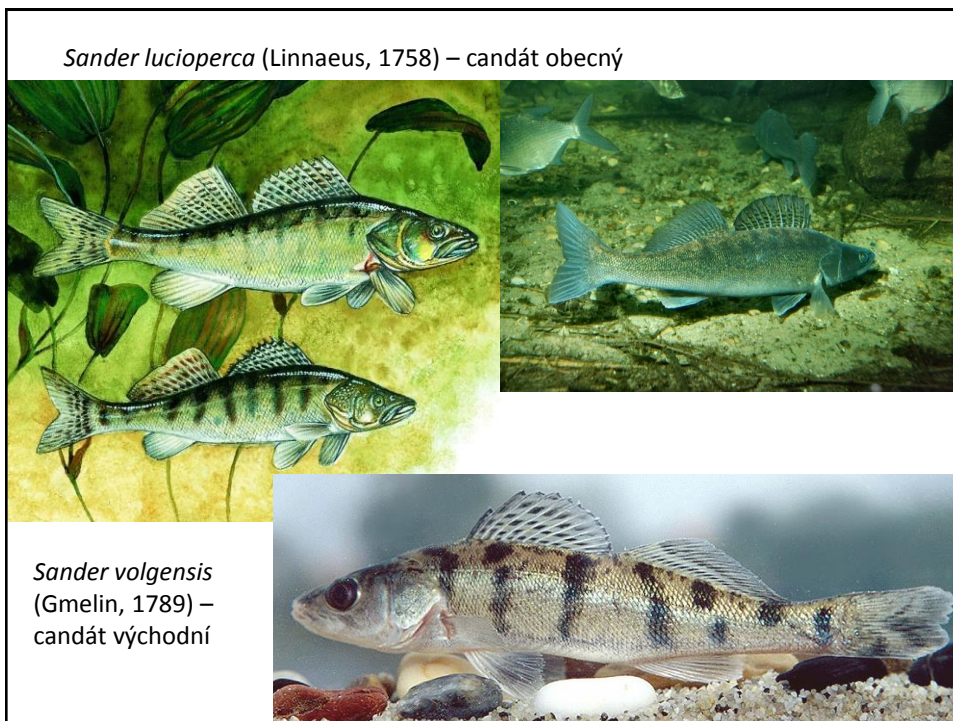 Sander lucioperca (Linnaeus, 1758) – candát obecný
Sander volgensis
(Gmelin, 1789) –
candát východní